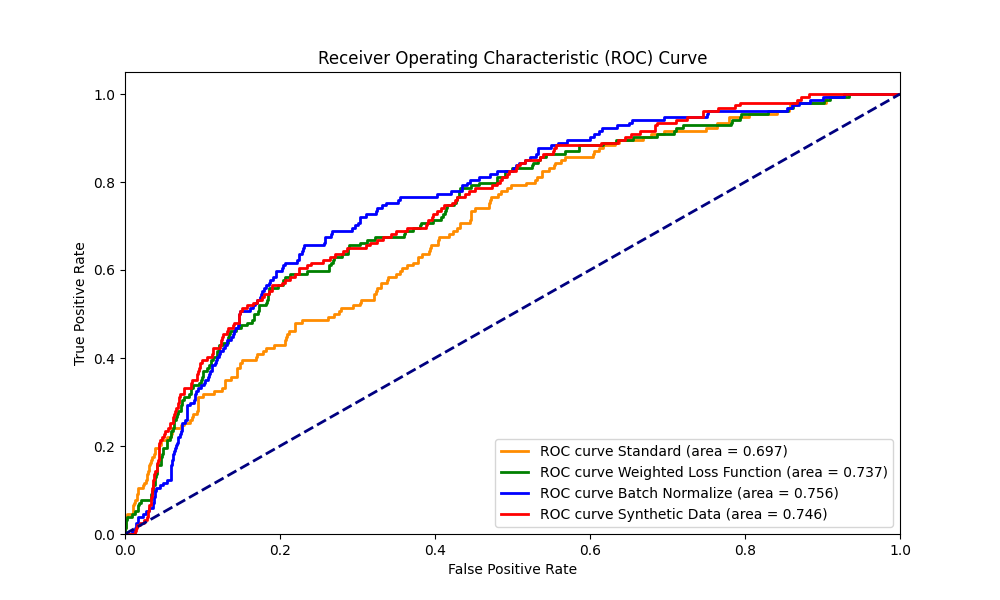 Receiver Operating Characteristic (ROC) Curve
True Positive Rate
1.0
0.8
0.6
0.4
0.2
0.0
ROC curve Standard (area = 0.697)
ROC curve Weighted Loss Function (area = 0.737)
ROC curve Batch Normalize (area = 0.756)
ROC curve Synthetic Data (area = 0.746)
0.0 0.2 0.4 0.6 0.8 1.0
False Positive Rate